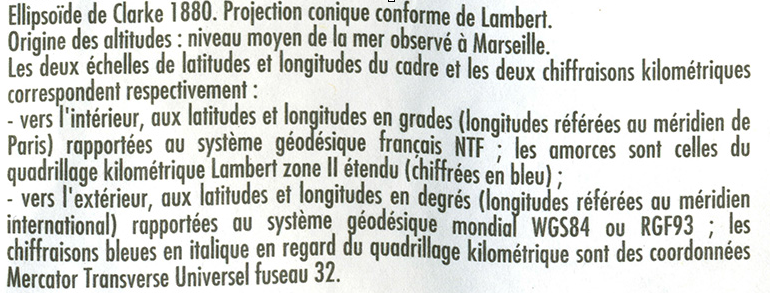 Ellipsoïde de Clarke 1880. Projection conique conforme de Lambert.
Origine des altitudes : niveau moyen de la mer observé à Marseille.
Les deux échelles de latitudes et longitudes du cadre et les deux chiffraisons kilométriques
correspondent respectivement :
- vers l'intérieur, aux latitudes et longitudes en grades (longitudes référées au méridien de
Paris) rapportées au système géodésique français NTF ; les amorces sont celles du
quadrillage kilométrique Lambert zone II étendu (chiffrées en bleu) ;
- vers l'extérieur, aux latitudes et longitudes en degrés (longitudes référées au méridien
international) rapportées au système géodésique mondial WGS84 ou RGF93 ; les
chiffraisons bleues en italique en regard du quadrillage kilométrique sont des coordonnées
Mercator Transverse Universel fuseau 32.